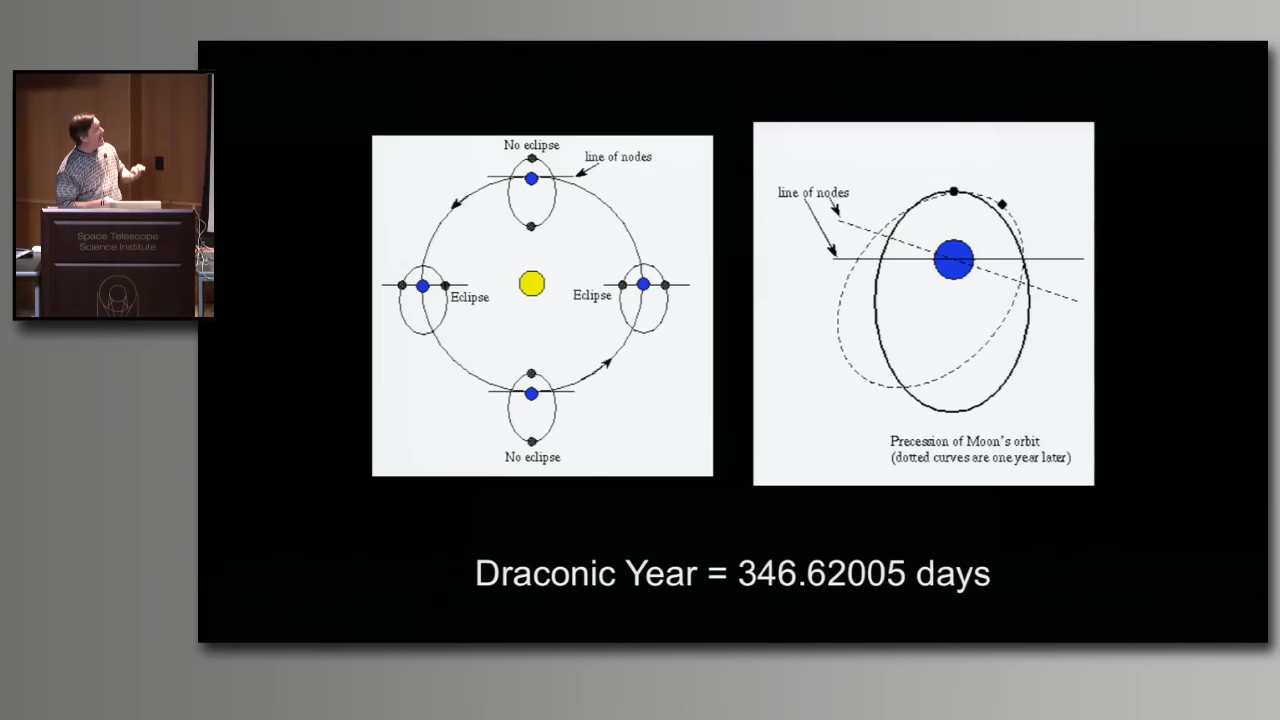 Space Telescope
Science Institute
No eclipse
line of nodes
Eclipse
Eclipse
No eclipse
line of nodes
Precession of Moon's orbit
(dotted curves are one year later)
Draconic Year = 346.62005 days